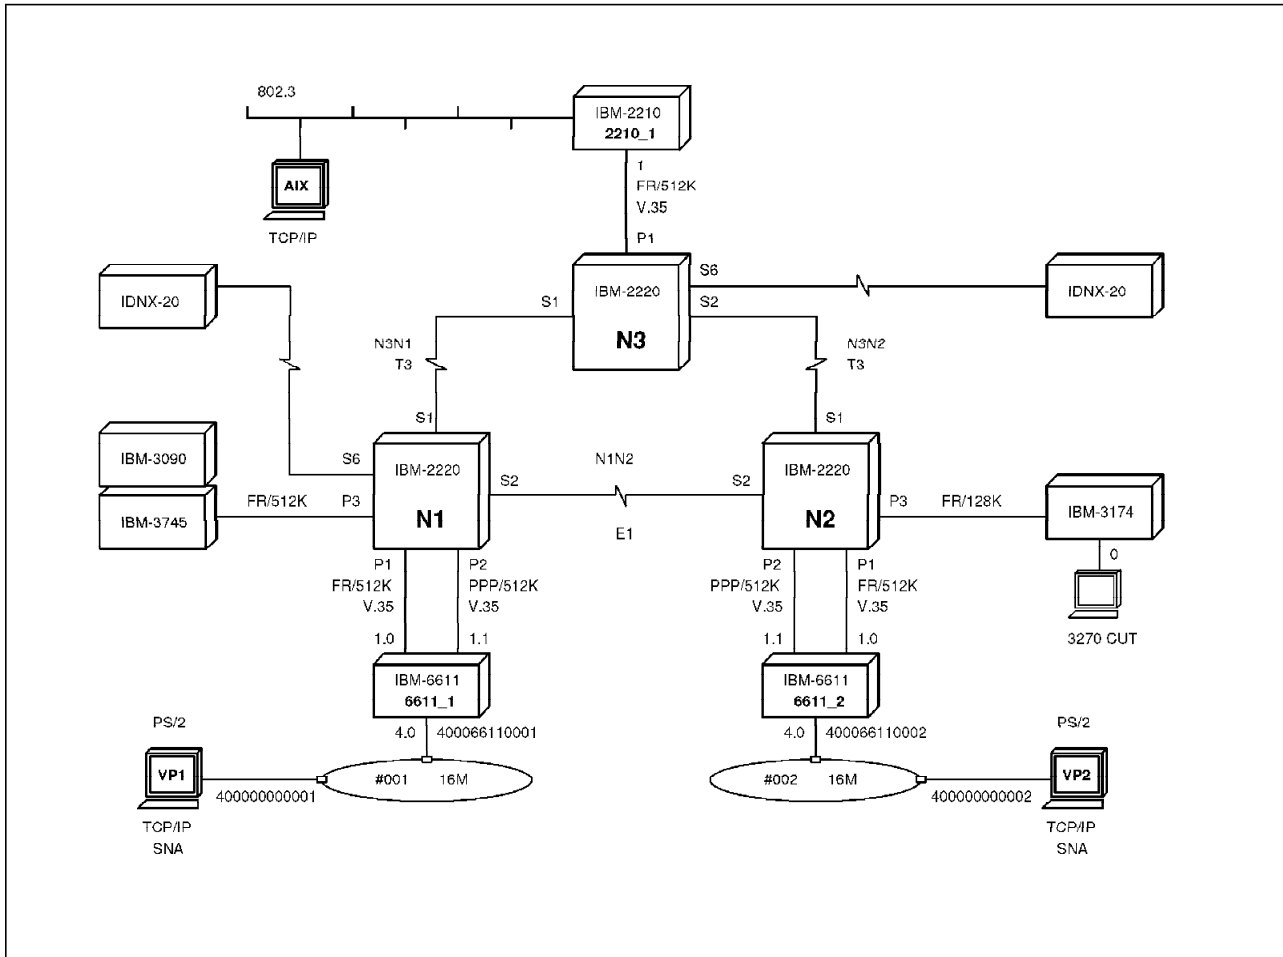 802.3
IBM-2210
2210_1
AIX
TCP/IP
1
FR/512K
V.35
P1
IDNX-20
IBM-2220
N3
S1
S6
S2
IDNX-20
N3N1
T3
N3N2
T3
S1
S1
IBM-3090
IBM-3745
FR/512K
S6
P3
IBM-2220
N1
S2
N1N2
E1
S2
IBM-2220
N2
P3
FR/128K
IBM-3174
0
3270 CUT
P1
FR/512K
V.35
P2
PPP/512K
V.35
P2
PPP/512K
V.35
P1
FR/512K
V.35
1.0
1.1
1.1
1.0
IBM-6611
6611_1
IBM-6611
6611_2
4.0
400066110001
4.0
400066110002
PS/2
VP1
400000000001
TCP/IP
SNA
#001
16M
#002
16M
PS/2
VP2
400000000002
TCP/IP
SNA